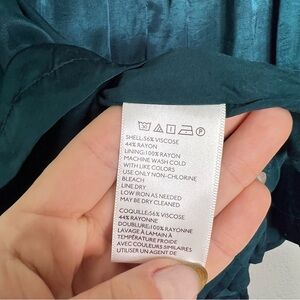 30 P
SHELL:56% VISCOSE
44% RAYON
LINING:100% RAYON
MACHINE WASH COLD
WITH LIKE COLORS
USE ONLY NON-CHLORINE
BLEACH
LINE DRY
LOW IRON AS NEEDED
MAY BE DRY CLEANED
COQUILLE:56% VISCOSE
44% RAYONNE
DOUBLURE:100% RAYONNE
LAVAGE À LAMAIN À
TEMPÉRATURE FROIDE
AVEC COULEURS SIMILAIRES
UTILISER UN AGENT DE